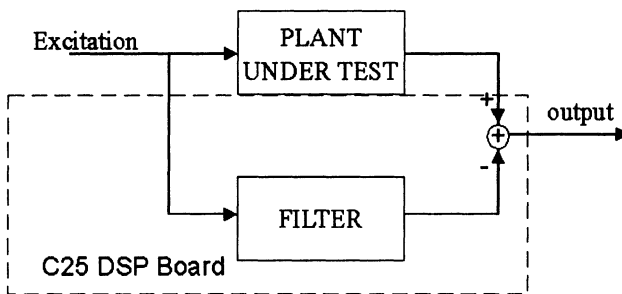 Excitation
PLANT
UNDER TEST
+
+
output
-
FILTER
C25 DSP Board